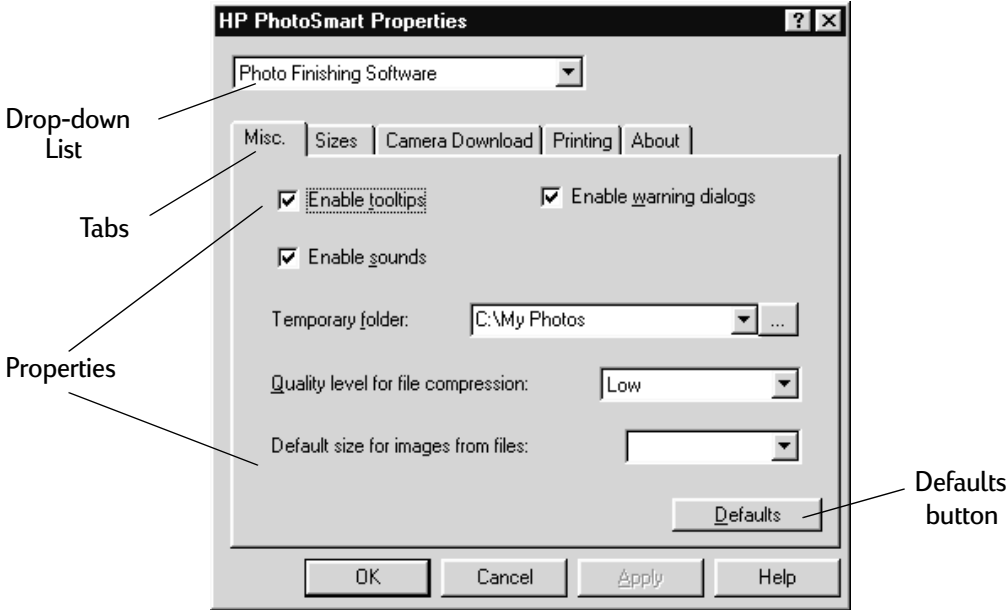 HP PhotoSmart Properties
Photo Finishing Software
Drop-down
List
Misc.
Sizes
Camera Download
Printing
About
Tabs
Enable tooltips
Enable warning dialogs
Enable sounds
Temporary folder:
C:\My Photos
...
Properties
Quality level for file compression:
Low
Default size for images from files:
Defaults
button
Defaults
OK
Cancel
Apply
Help